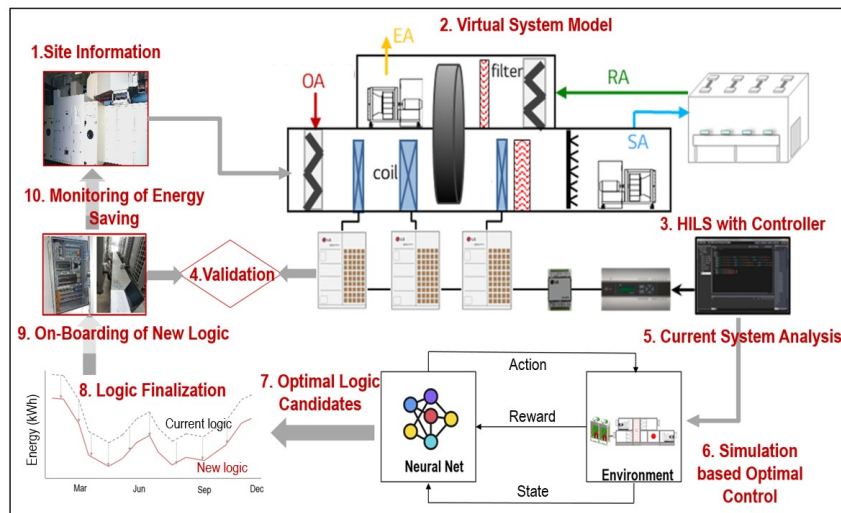 2. Virtual System Model
1.Site Information
EA
OA
filter
RA
SA
coil
10. Monitoring of Energy
Saving
3. HILS with Controller
4.Validation
LG
LG
LG
9. On-Boarding of New Logic
5. Current System Analysis
8. Logic Finalization
7. Optimal Logic
Candidates
Action
Reward
State
Neural Net
Environment
6. Simulation
based Optimal
Control
Energy (kWh)
Current logic
New logic
Mar
Jun
Sep
Dec